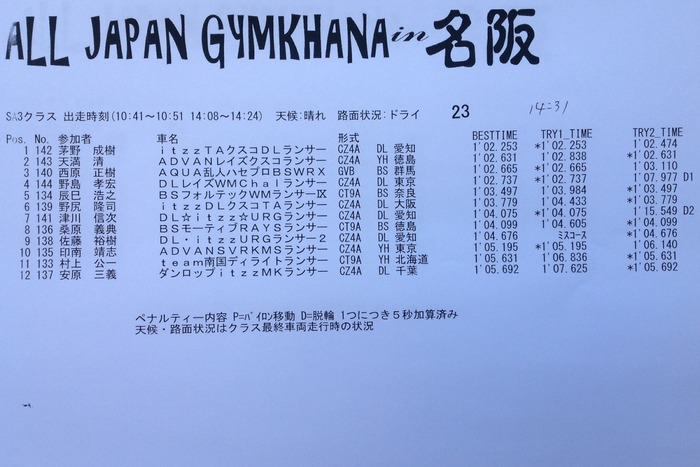 ALL JAPAN GYMKHANA in 名阪
SA3クラス 出走時刻(10:41～10:51 14:08～14:24) 天候:晴れ 路面状況:ドライ 23 14:31
Pos. No. 参加者 車名 型式 BESTTIME TRY1_TIME TRY2_TIME
1 142 茅野 成樹 ｉｔｚｚＴＡクスコＤＬランサー CZ4A DL 愛知 1'02.253 *1'02.253 1'02.474
2 143 天満 清 ＡＤＶＡＮレイズクスコランサー CZ4A YH 徳島 1'02.631 1'02.838 *1'02.631
3 140 西原 正樹 ＡＱＵＡ乱人ハセプロＢＳＷＲＸ GVB BS 群馬 1'02.665 *1'02.665 1'03.110
4 144 野島 孝宏 ＤＬレイズＷＭＣｈａｌランサー CZ4A DL 東京 1'02.737 *1'02.737 1'07.977 D1
5 134 辰巳 浩之 ＢＳフォルテックＷＭランサーⅨ CT9A BS 奈良 1'03.497 1'03.984 *1'03.497
6 139 野尻 隆司 ｉｔｚｚＤＬクスコＴＡランサー CZ4A DL 大阪 1'03.779 1'04.433 *1'03.779
7 141 津川 信次 ＤＬ☆ｉｔｚｚ☆ＵＲＧランサー CZ4A DL 愛知 1'04.075 *1'04.075 1'15.549 D2
8 136 桑原 義典 ＢＳモーティブＲＡＹＳランサー CT9A BS 徳島 1'04.099 1'04.605 *1'04.099
9 138 佐藤 裕樹 ＤＬ・ｉｔｚｚＵＲＧランサー２ CZ4A DL 愛知 1'04.676 ﾐｽｺｰｽ *1'04.676
10 135 印南 靖志 ＡＤＶＡＮＳＶＲＫＭＳランサー CZ4A YH 東京 1'05.195 *1'05.195 1'06.140
11 133 村上 公一 ｔｅａｍ南国ディライトランサー CT9A YH 北海道 1'05.631 1'06.836 *1'05.631
12 137 安原 三義 ダンロップｉｔｚｚＭＫランサー CZ4A DL 千葉 1'05.692 1'07.625 *1'05.692
ペナルティー内容 P=ﾊﾟｲﾛﾝ移動 D=脱輪 1つにつき５秒加算済み
天候・路面状況はクラス最終車両走行時の状況